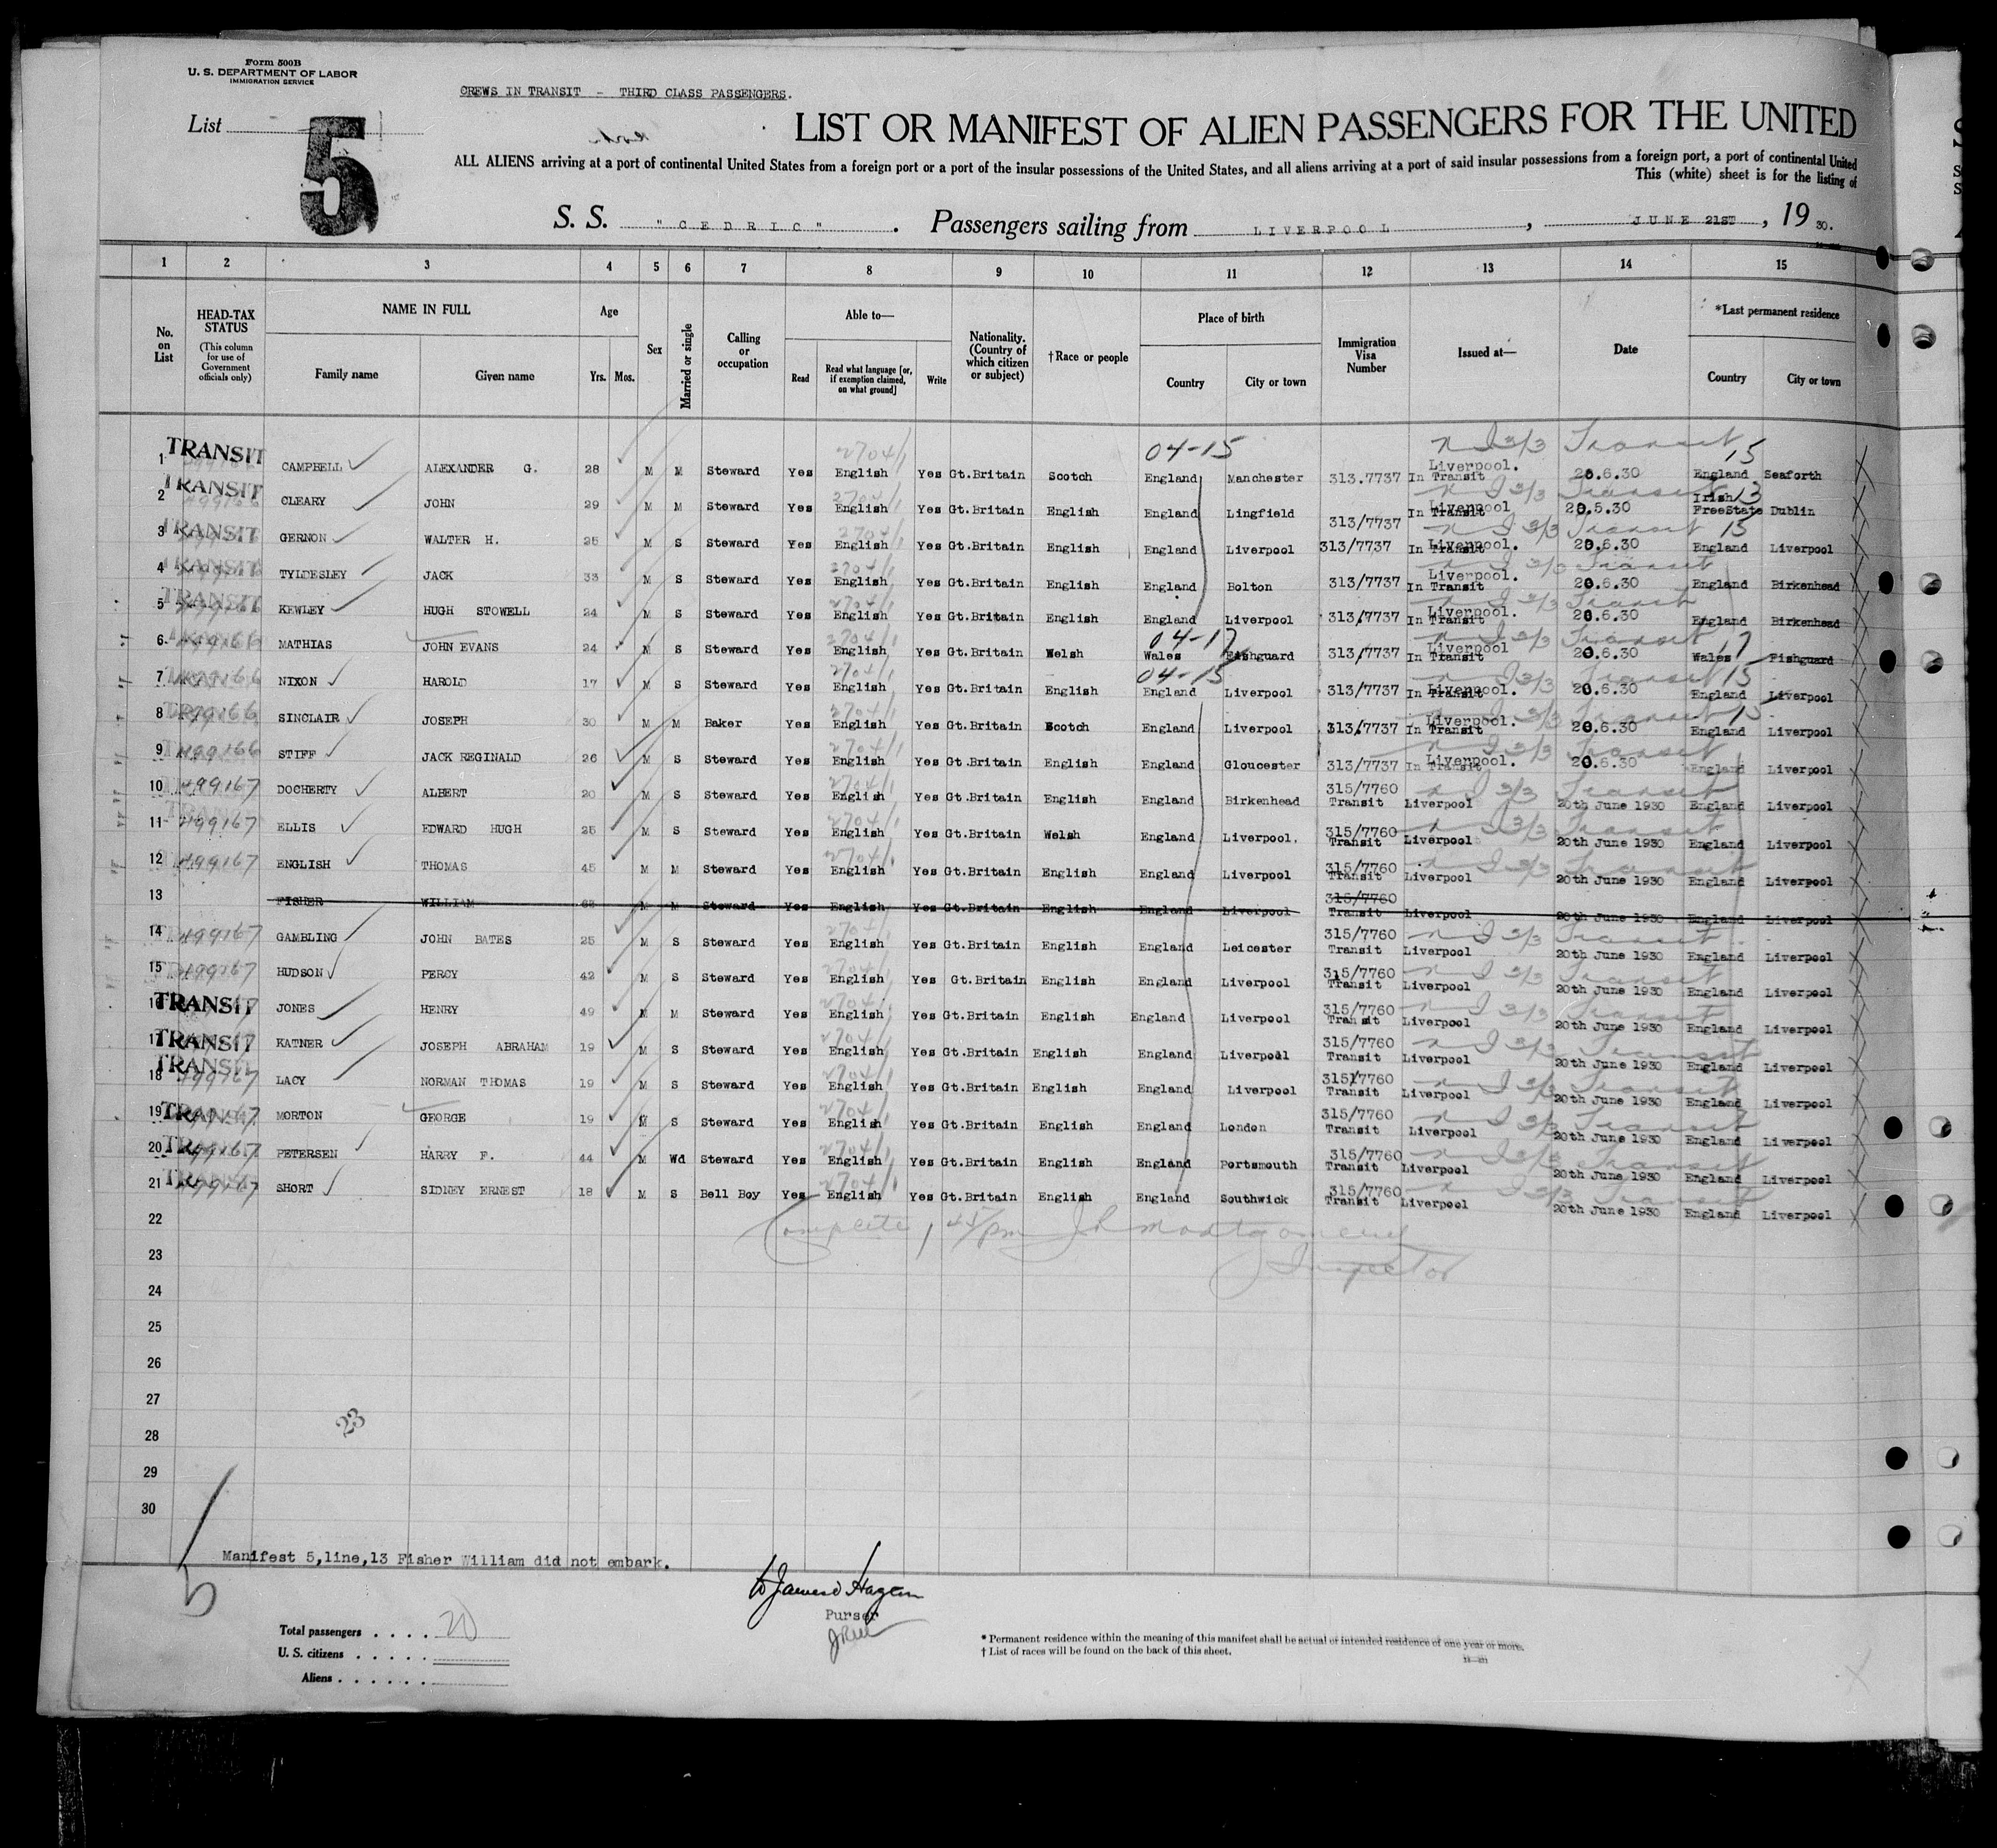 Form 500B
U. S. DEPARTMENT OF LABOR
IMMIGRATION SERVICE
CREWS IN TRANSIT - THIRD CLASS PASSENGERS.
List 5
LIST OR MANIFEST OF ALIEN PASSENGERS FOR THE UNITED
ALL ALIENS arriving at a port of continental United States from a foreign port or a port of the insular possessions of the United States, and all aliens arriving at a port of said insular possessions from a foreign port, a port of continental United
This (white) sheet is for the listing of
S. S. "CEDRIC". Passengers sailing from LIVERPOOL, JUNE 21ST, 19 30.
1 2 3 4 5 6 7 8 9 10 11 12 13 14 15
No. on List HEAD-TAX STATUS (This column for use of Government officials only) NAME IN FULL Family name Given name Age Yrs. Mos. Sex Married or single Calling or occupation Able to— Read Read what language [or, if exemption claimed, on what ground] Write Nationality. (Country of which citizen or subject) †Race or people Place of birth Country City or town Immigration Visa Number Issued at— Date *Last permanent residence Country City or town
04-15 Transit 15
1 TRANSIT CAMPBELL ALEXANDER G. 28 M M Steward Yes English Yes Gt.Britain Scotch England Manchester 313.7737 Liverpool. In Transit 20.6.30 England Seaforth
2 TRANSIT CLEARY JOHN 29 M M Steward Yes English Yes Gt.Britain English England Lingfield 313/7737 Liverpool In Transit 20.5.30 Irish FreeState Dublin 13
3 TRANSIT GERNON WALTER H. 25 M S Steward Yes English Yes Gt.Britain English England Liverpool 313/7737 Liverpool. In Transit 20.6.30 England Liverpool 15
4 TRANSIT TYLDESLEY JACK 33 M S Steward Yes English Yes Gt.Britain English England Bolton 313/7737 Liverpool. In Transit 20.6.30 England Birkenhead
5 TRANSIT KEWLEY HUGH STOWELL 24 M S Steward Yes English Yes Gt.Britain English England Liverpool 313/7737 Liverpool. In Transit 20.6.30 England Birkenhead
6 MATHIAS JOHN EVANS 24 M S Steward Yes English Yes Gt.Britain Welsh 04-17 Wales Fishguard 313/7737 Liverpool In Transit 20.6.30 Wales 17 Fishguard
7 NIXON HAROLD 17 M S Steward Yes English Yes Gt.Britain English 04-15 England Liverpool 313/7737 Liverpool. In Transit 20.6.30 England 15 Liverpool
8 SINCLAIR JOSEPH 30 M M Baker Yes English Yes Gt.Britain Scotch England Liverpool 313/7737 Liverpool. In Transit 20.6.30 England 15 Liverpool
9 499166 STIFF JACK REGINALD 26 M S Steward Yes English Yes Gt.Britain English England Gloucester 313/7737 Liverpool. In Transit 20.6.30 England Liverpool
10 499167 DOCHERTY ALBERT 20 M S Steward Yes English Yes Gt.Britain English England Birkenhead 315/7760 Transit Liverpool 20th June 1930 England Liverpool
11 499167 ELLIS EDWARD HUGH 25 M S Steward Yes English Yes Gt.Britain Welsh England Liverpool. 315/7760 Transit Liverpool 20th June 1930 England Liverpool
12 499167 ENGLISH THOMAS 45 M M Steward Yes English Yes Gt.Britain English England Liverpool 315/7760 Transit Liverpool 20th June 1930 England Liverpool
13 FISHER WILLIAM 63 M M Steward Yes English Yes Gt.Britain English England Liverpool 315/7760 Transit Liverpool 20th June 1930 England Liverpool
14 499167 GAMBLING JOHN BATES 25 M S Steward Yes English Yes Gt.Britain English England Leicester 315/7760 Transit Liverpool 20th June 1930 England Liverpool
15 499167 HUDSON PERCY 42 M S Steward Yes English Yes Gt.Britain English England Liverpool 315/7760 Transit Liverpool 20th June 1930 England Liverpool
16 TRANSIT JONES HENRY 49 M M Steward Yes English Yes Gt.Britain English England Liverpool 315/7760 Transit Liverpool 20th June 1930 England Liverpool
17 TRANSIT KATNER JOSEPH ABRAHAM 19 M S Steward Yes English Yes Gt.Britain English England Liverpool 315/7760 Transit Liverpool 20th June 1930 England Liverpool
18 TRANSIT LACY NORMAN THOMAS 19 M S Steward Yes English Yes Gt.Britain English England Liverpool 315/7760 Transit Liverpool 20th June 1930 England Liverpool
19 TRANSIT MORTON GEORGE 19 M S Steward Yes English Yes Gt.Britain English England London 315/7760 Transit Liverpool 20th June 1930 England Liverpool
20 PETERSEN HARRY F. 44 M Wd Steward Yes English Yes Gt.Britain English England Portsmouth 315/7760 Transit Liverpool 20th June 1930 England Liverpool
21 SHORT SIDNEY ERNEST 18 M S Bell Boy Yes English Yes Gt.Britain English England Southwick 315/7760 Transit Liverpool 20th June 1930 England Liverpool
22 Complete 1 45/pm Montgomery
23 Inspector
24
25
26
27
28 23
29
30
Manifest 5,line,13 Fisher William did not embark.
5
Purser
Total passengers . . . . 20
U. S. citizens . . . . .
Aliens . . . . . .
* Permanent residence within the meaning of this manifest shall be actual or intended residence of one year or more.
† List of races will be found on the back of this sheet.